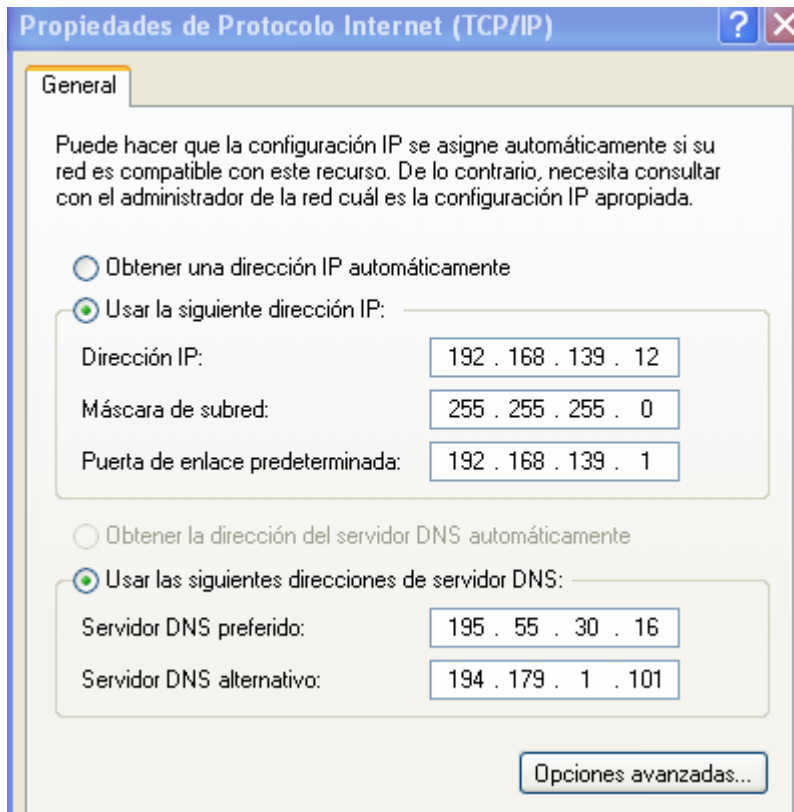 Propiedades de Protocolo Internet (TCP/IP)
General
Puede hacer que la configuración IP se asigne automáticamente si su
red es compatible con este recurso. De lo contrario, necesita consultar
con el administrador de la red cuál es la configuración IP apropiada.
Obtener una dirección IP automáticamente
Usar la siguiente dirección IP:
Dirección IP: 192 . 168 . 139 . 12
Máscara de subred: 255 . 255 . 255 . 0
Puerta de enlace predeterminada: 192 . 168 . 139 . 1
Obtener la dirección del servidor DNS automáticamente
Usar las siguientes direcciones de servidor DNS:
Servidor DNS preferido: 195 . 55 . 30 . 16
Servidor DNS alternativo: 194 . 179 . 1 . 101
Opciones avanzadas...